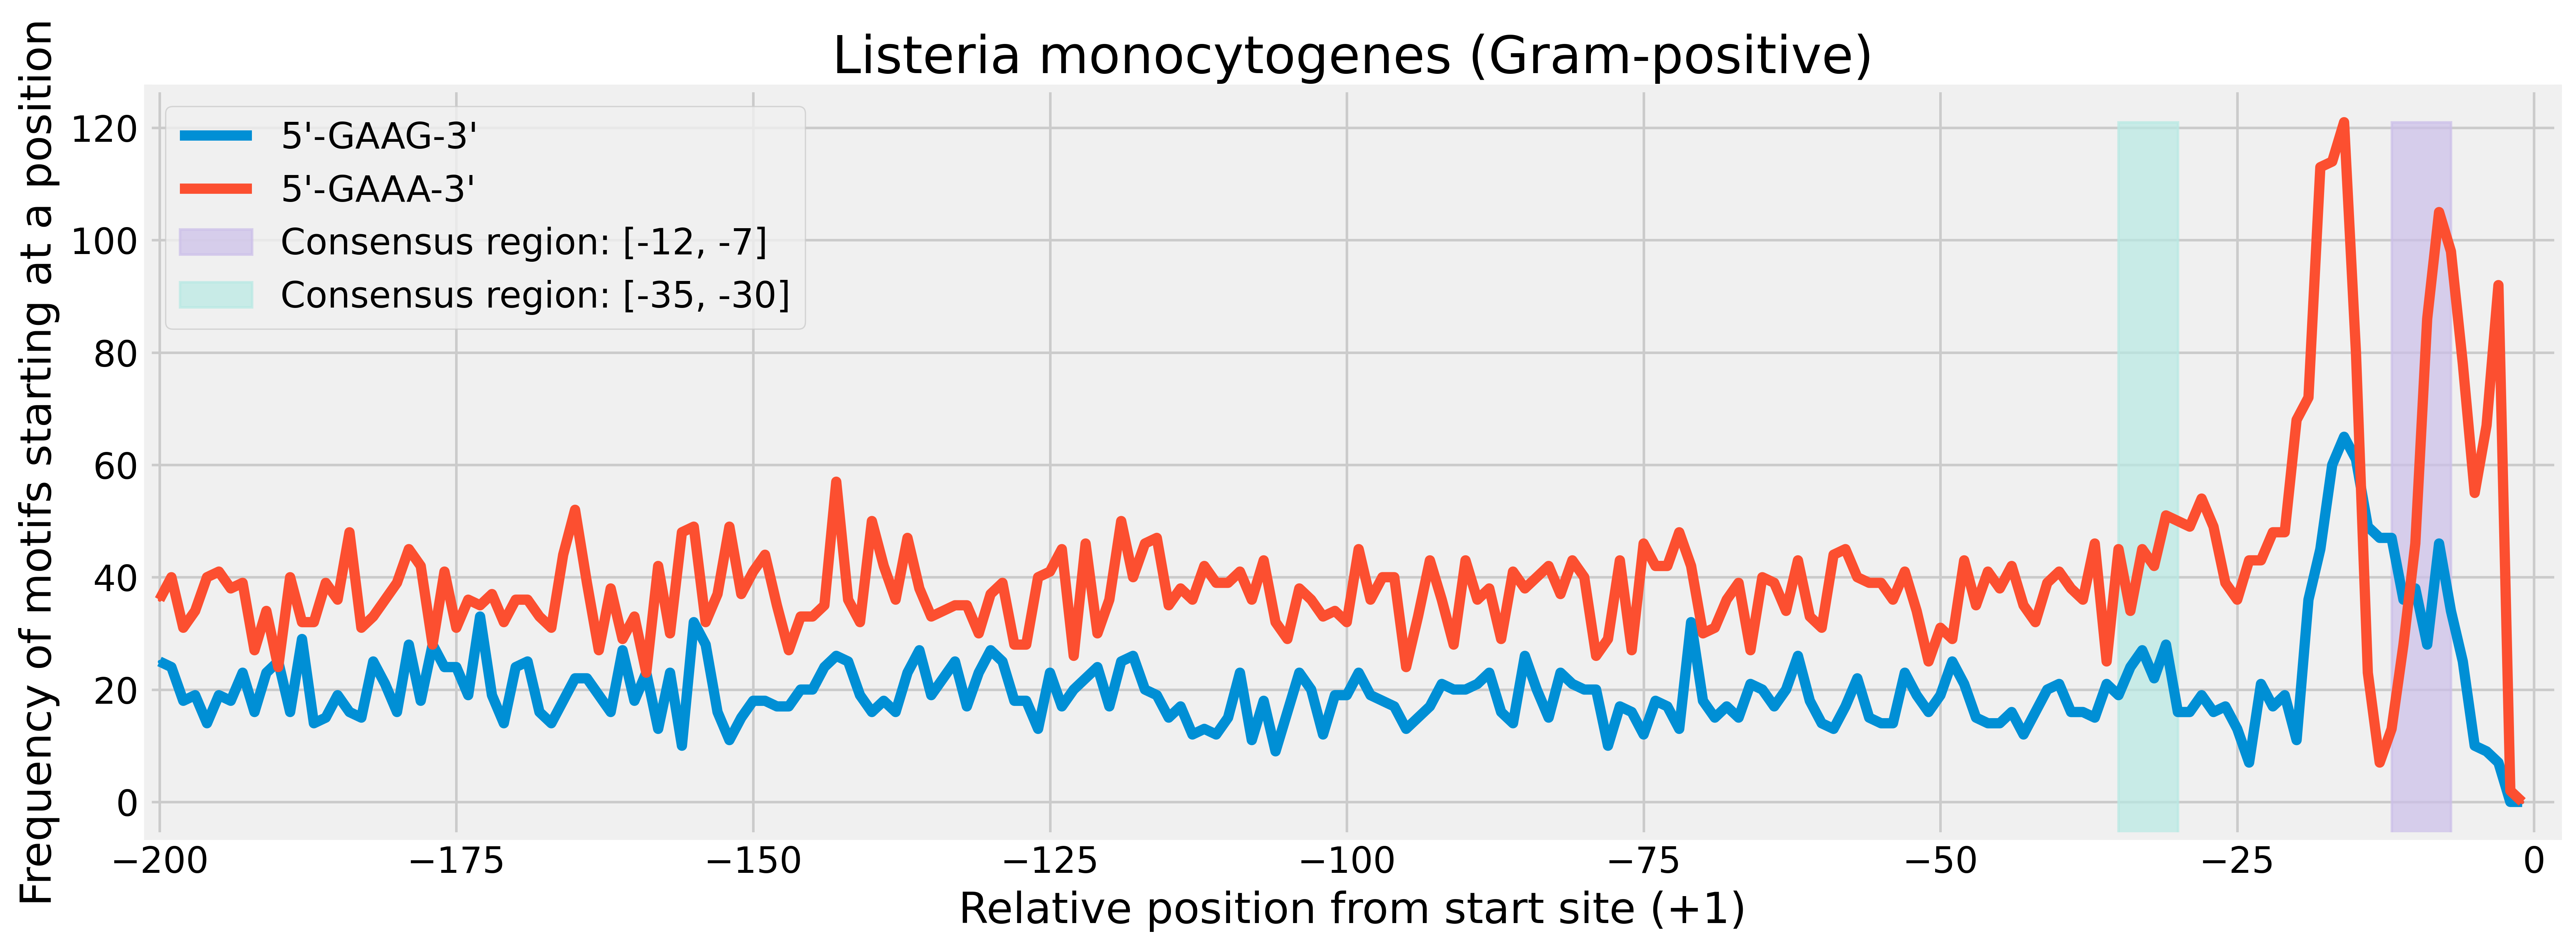 Listeria monocytogenes (Gram-positive)
Frequency of motifs starting at a position
120
100
80
60
40
20
0
5'-GAAG-3'
5'-GAAA-3'
Consensus region: [-12, -7]
Consensus region: [-35, -30]
−200 −175 −150 −125 −100 −75 −50 −25 0
Relative position from start site (+1)